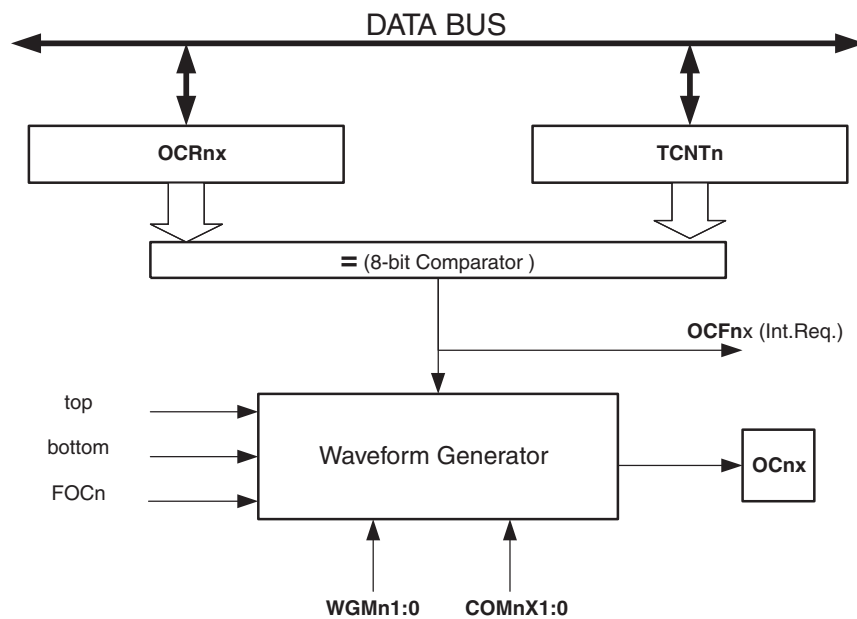 DATA BUS
OCRnx
TCNTn
= (8-bit Comparator )
OCFnx (Int.Req.)
top
bottom
FOCn
Waveform Generator
OCnx
WGMn1:0
COMnX1:0